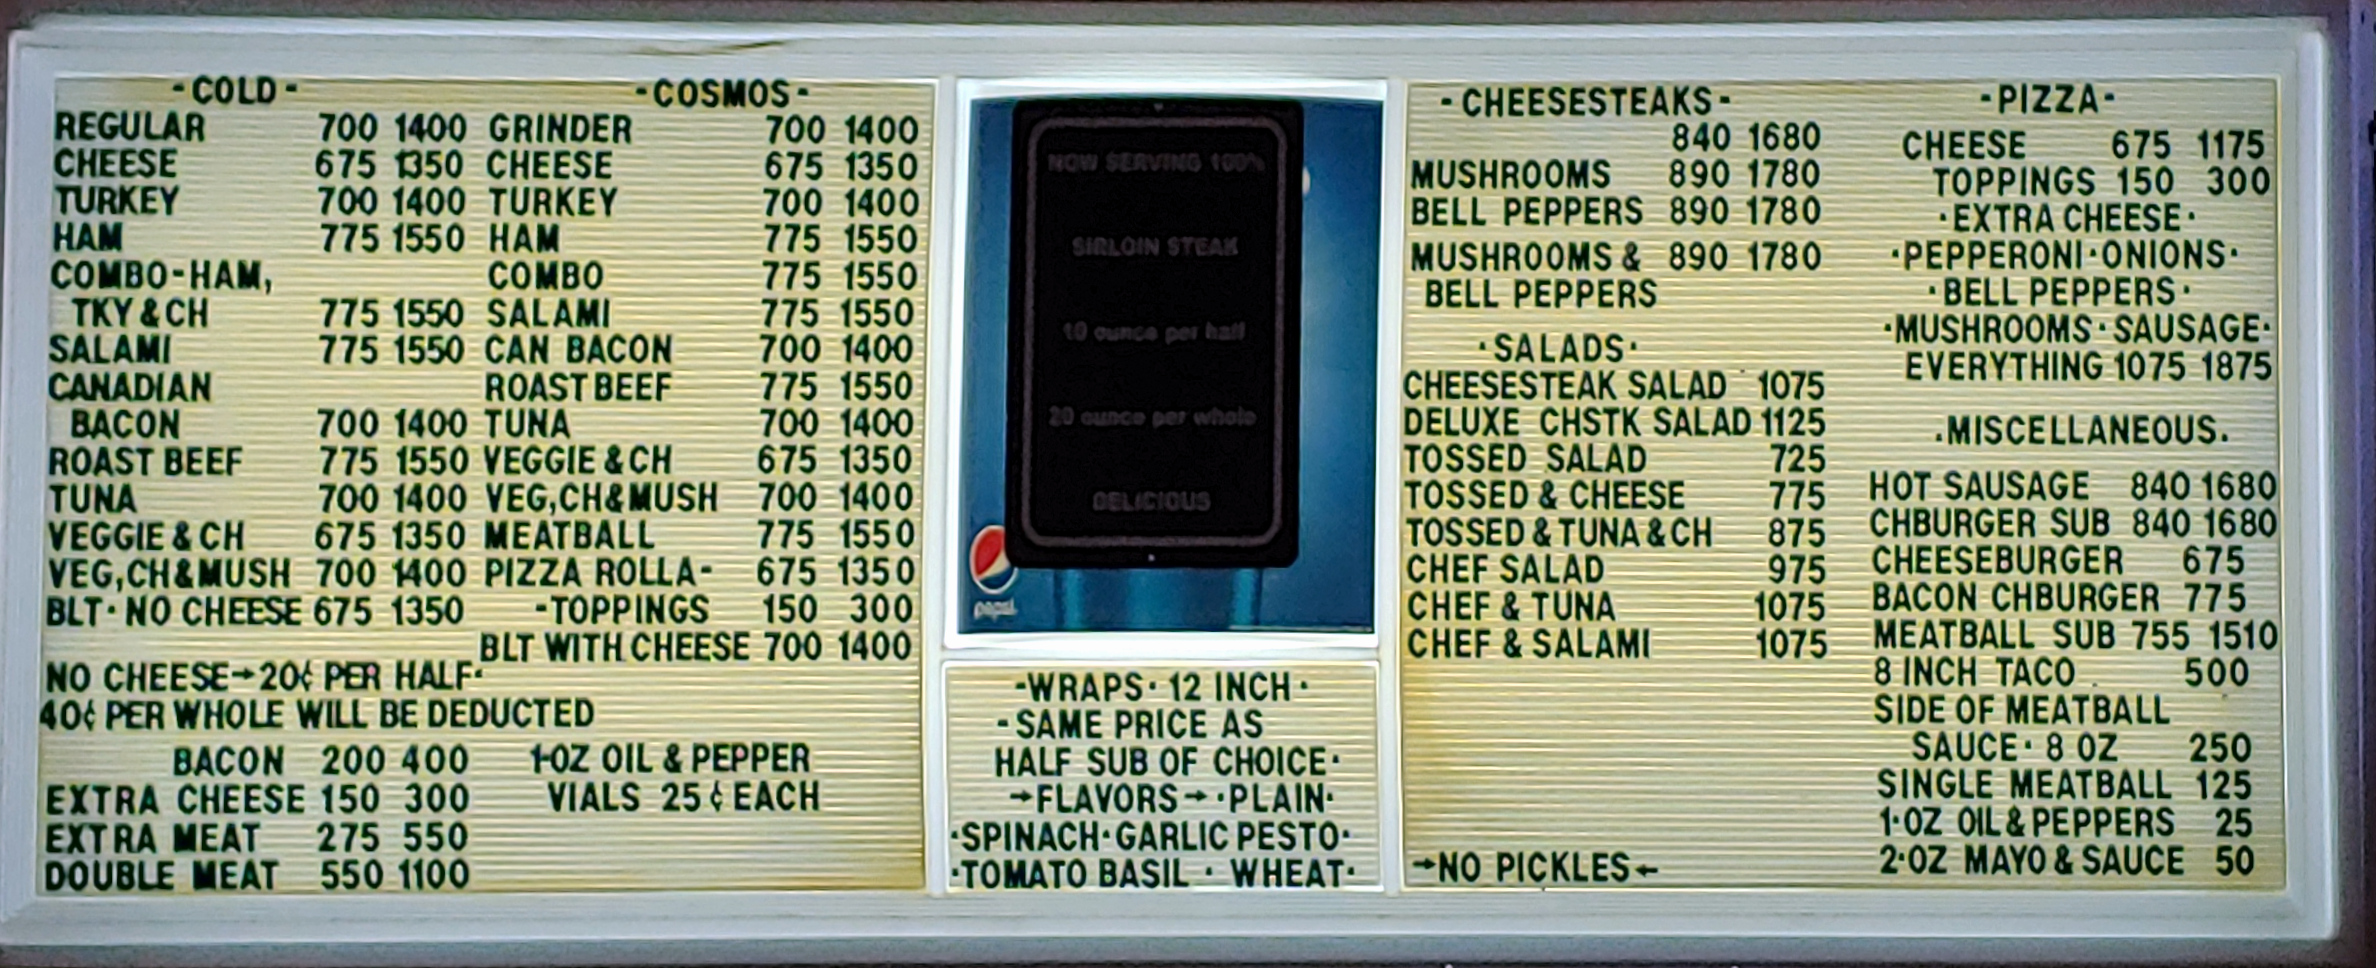 -COLD-
REGULAR 700 1400
CHEESE 675 1350
TURKEY 700 1400
HAM 775 1550
COMBO-HAM,
TKY & CH 775 1550
SALAMI 775 1550
CANADIAN
BACON 700 1400
ROAST BEEF 775 1550
TUNA 700 1400
VEGGIE & CH 675 1350
VEG,CH&MUSH 700 1400
BLT· NO CHEESE 675 1350
NO CHEESE→20¢ PER HALF·
40¢ PER WHOLE WILL BE DEDUCTED
BACON 200 400
EXTRA CHEESE 150 300
EXTRA MEAT 275 550
DOUBLE MEAT 550 1100
-COSMOS-
GRINDER 700 1400
CHEESE 675 1350
TURKEY 700 1400
HAM 775 1550
COMBO 775 1550
SALAMI 775 1550
CAN BACON 700 1400
ROAST BEEF 775 1550
TUNA 700 1400
VEGGIE & CH 675 1350
VEG,CH&MUSH 700 1400
MEATBALL 775 1550
PIZZA ROLLA- 675 1350
-TOPPINGS 150 300
BLT WITH CHEESE 700 1400
1-OZ OIL & PEPPER
VIALS 25¢ EACH
NOW SERVING 100%
SIRLOIN STEAK
10 ounce per half
20 ounce per whole
DELICIOUS
pepsi
-WRAPS· 12 INCH·
-SAME PRICE AS
HALF SUB OF CHOICE·
→FLAVORS→·PLAIN·
·SPINACH·GARLIC PESTO·
·TOMATO BASIL · WHEAT·
-CHEESESTEAKS-
840 1680
MUSHROOMS 890 1780
BELL PEPPERS 890 1780
MUSHROOMS & 890 1780
BELL PEPPERS
·SALADS·
CHEESESTEAK SALAD 1075
DELUXE CHSTK SALAD 1125
TOSSED SALAD 725
TOSSED & CHEESE 775
TOSSED & TUNA & CH 875
CHEF SALAD 975
CHEF & TUNA 1075
CHEF & SALAMI 1075
→NO PICKLES←
-PIZZA-
CHEESE 675 1175
TOPPINGS 150 300
·EXTRA CHEESE·
·PEPPERONI·ONIONS·
·BELL PEPPERS·
·MUSHROOMS·SAUSAGE·
EVERYTHING 1075 1875
.MISCELLANEOUS.
HOT SAUSAGE 840 1680
CHBURGER SUB 840 1680
CHEESEBURGER 675
BACON CHBURGER 775
MEATBALL SUB 755 1510
8 INCH TACO 500
SIDE OF MEATBALL
SAUCE· 8 OZ 250
SINGLE MEATBALL 125
1·OZ OIL & PEPPERS 25
2·OZ MAYO & SAUCE 50